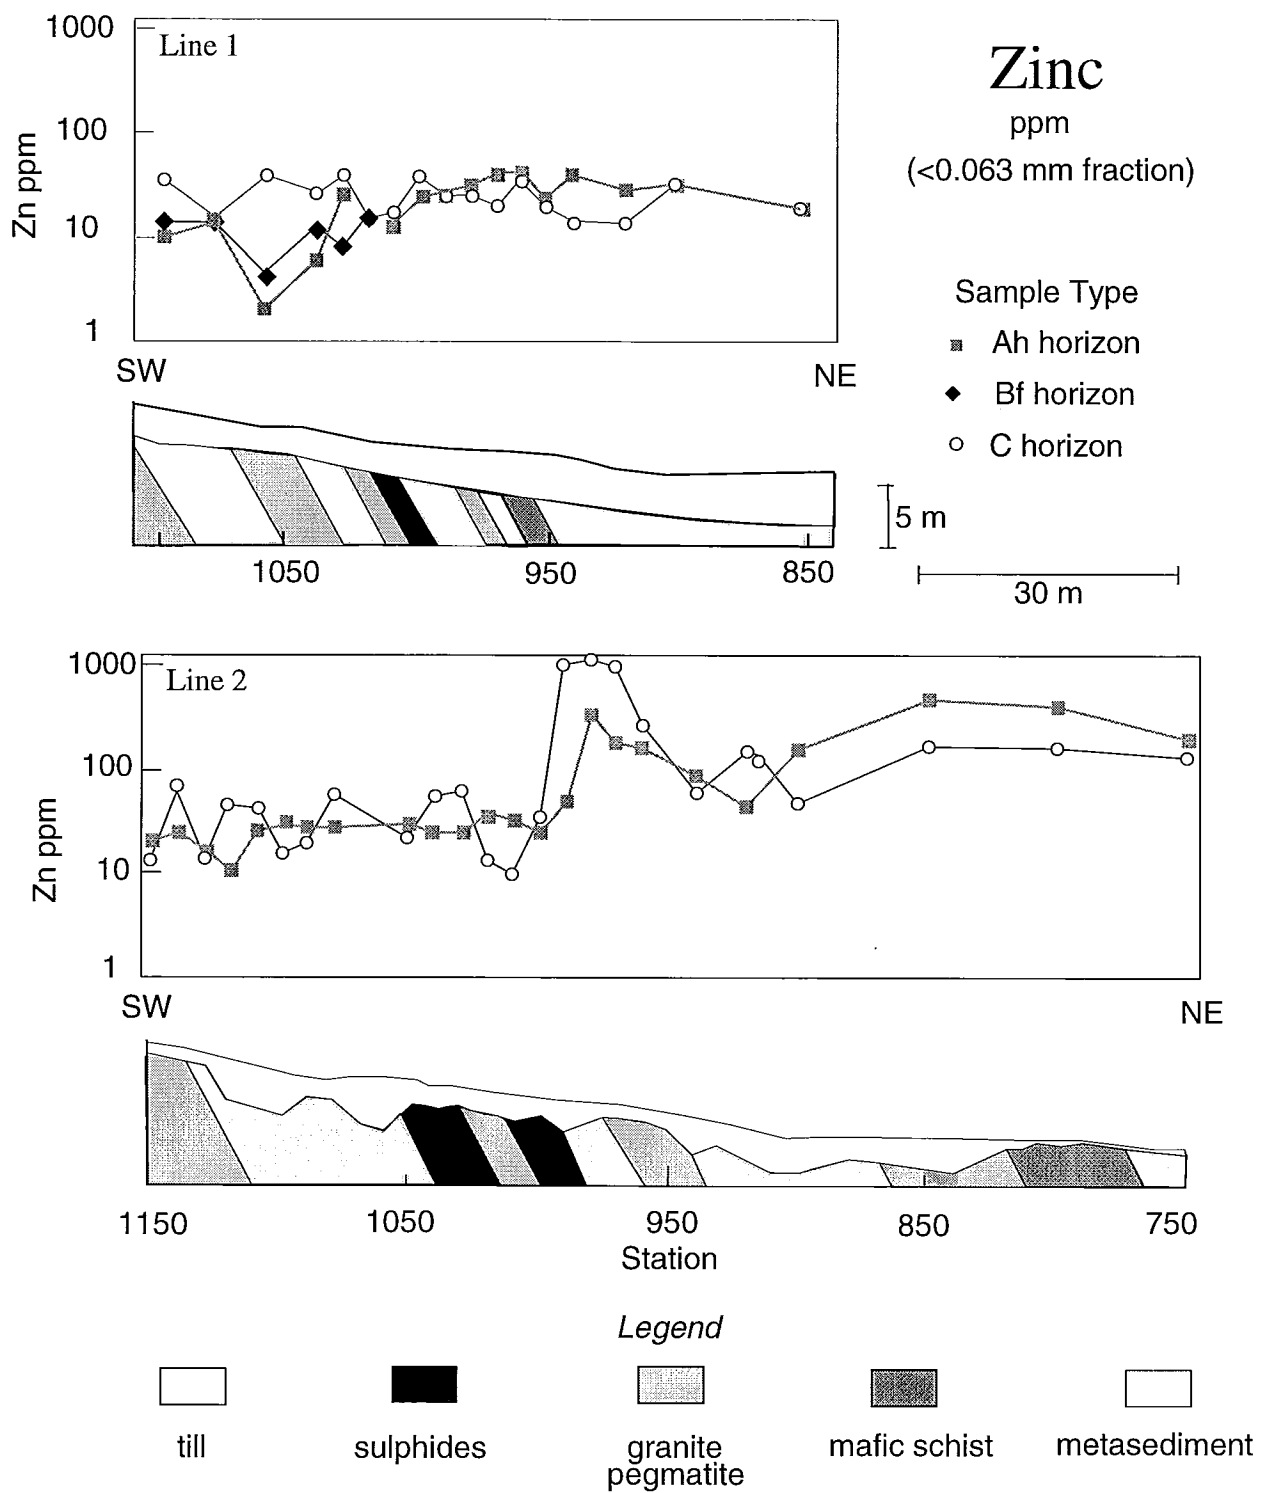 1000
Line 1
100
10
1
Zn ppm
SW
NE
Zinc
ppm
(<0.063 mm fraction)
Sample Type
Ah horizon
Bf horizon
C horizon
5 m
30 m
1050
950
850
1000
Line 2
100
10
1
Zn ppm
SW
NE
1150
1050
950
850
750
Station
Legend
till
sulphides
granite
pegmatite
mafic schist
metasediment